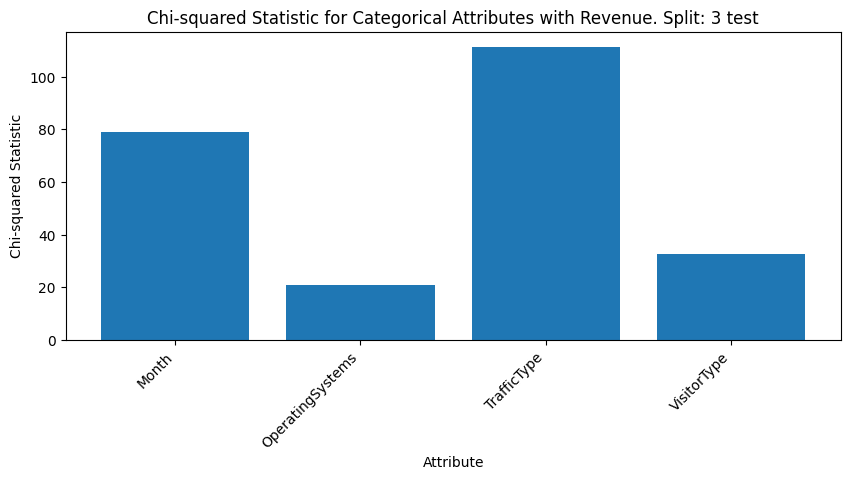 Chi-squared Statistic for Categorical Attributes with Revenue. Split: 3 test
Chi-squared Statistic
100
80
60
40
20
0
Month
OperatingSystems
TrafficType
VisitorType
Attribute